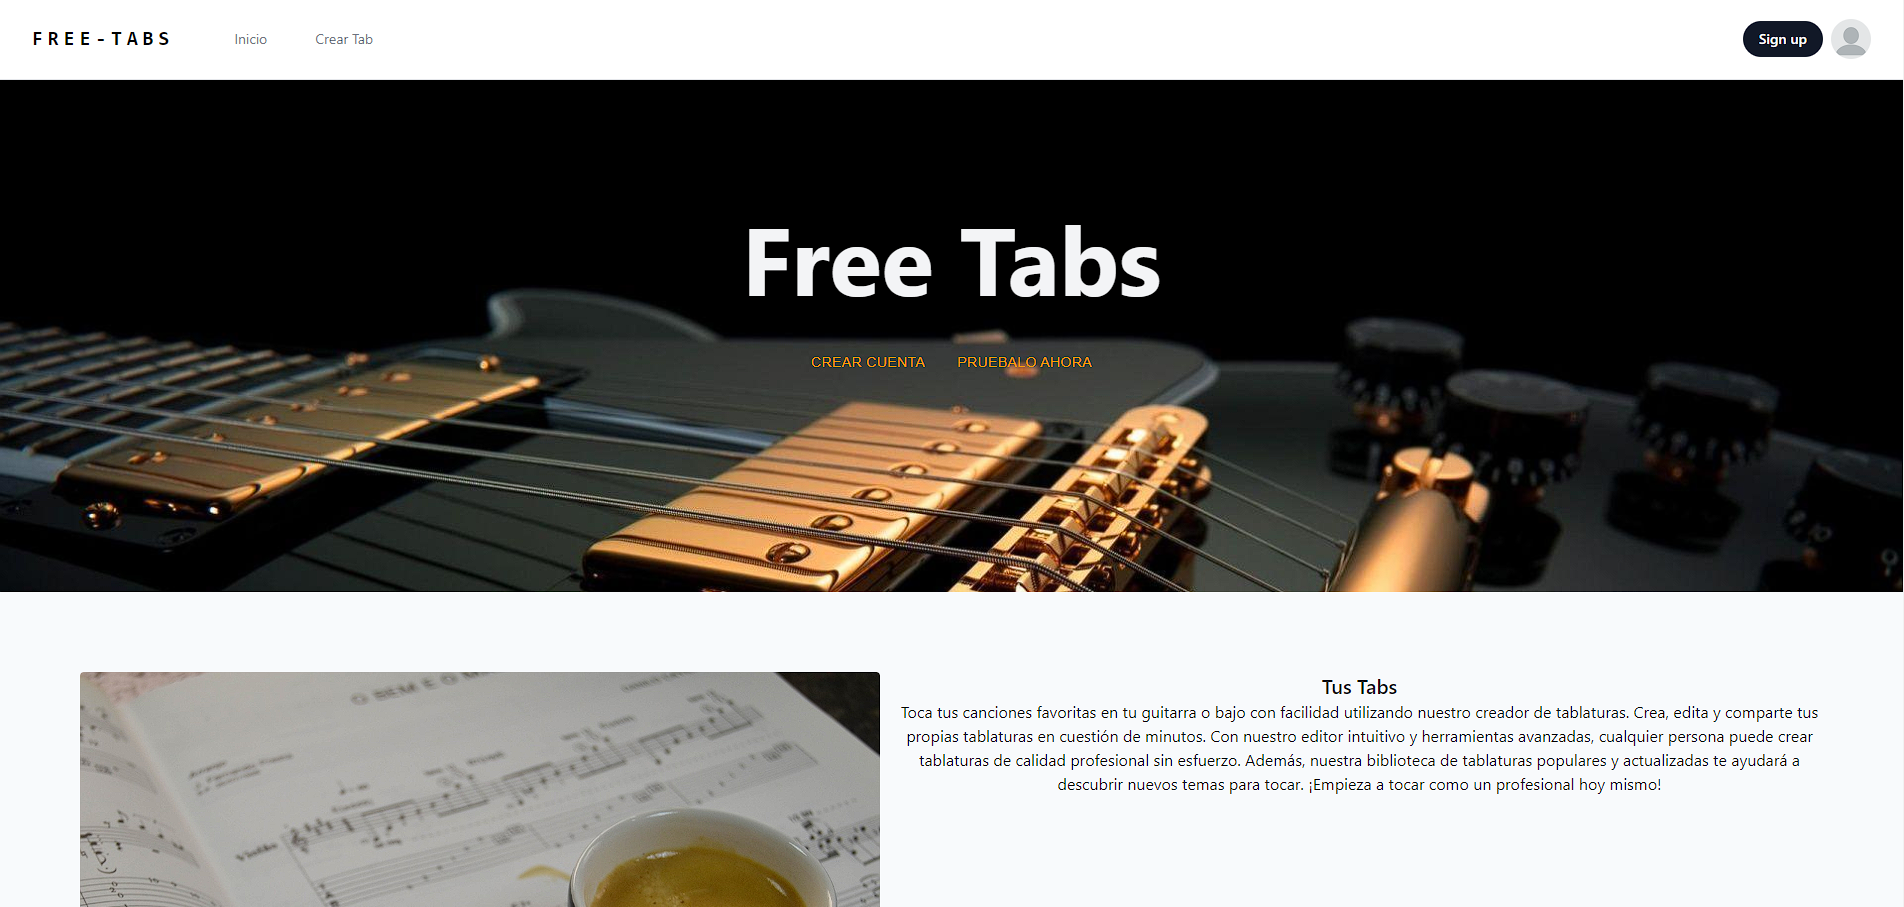 FREE-TABS
Inicio
Crear Tab
Sign up
Free Tabs
CREAR CUENTA
PRUEBALO AHORA
Tus Tabs
Toca tus canciones favoritas en tu guitarra o bajo con facilidad utilizando nuestro creador de tablaturas. Crea, edita y comparte tus
propias tablaturas en cuestión de minutos. Con nuestro editor intuitivo y herramientas avanzadas, cualquier persona puede crear
tablaturas de calidad profesional sin esfuerzo. Además, nuestra biblioteca de tablaturas populares y actualizadas te ayudará a
descubrir nuevos temas para tocar. ¡Empieza a tocar como un profesional hoy mismo!